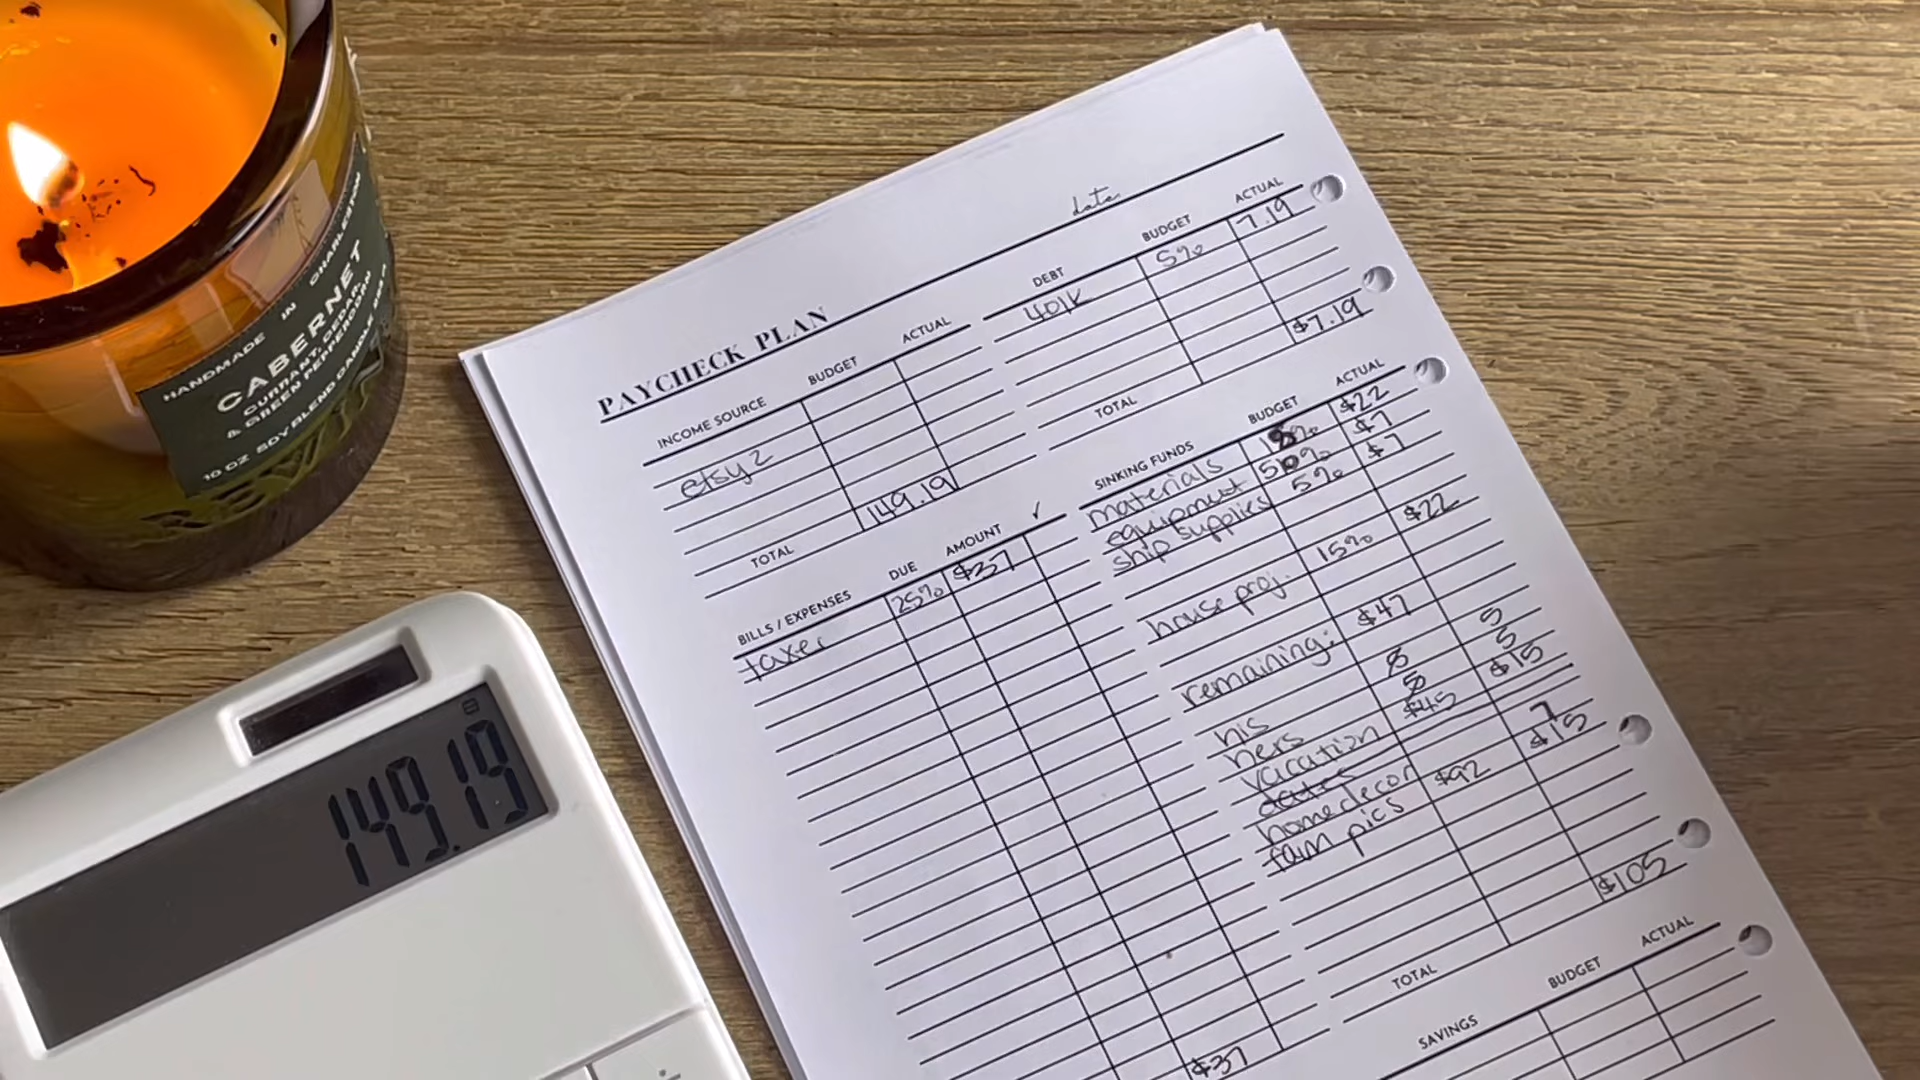 HANDMADE IN CHARLESTON
CABERNET
CURRANT, CEDAR,
& GREEN PEPPERCORN
10 OZ SOY BLEND CANDLE
149.19
date
PAYCHECK PLAN
INCOME SOURCE BUDGET ACTUAL
etsy 2
TOTAL 149.19
BILLS / EXPENSES DUE AMOUNT ✓
taxes 25% $37
$37
DEBT BUDGET ACTUAL
401K 5% 7.19
TOTAL $7.19
SINKING FUNDS BUDGET ACTUAL
materials $22
equipment $7
ship supplies 5% $7
house proj. 15% $22
remaining: $47
his 5
hers 5
vacation $45 $15
dates
home decor 7
fam pics $92 $15
TOTAL $105
SAVINGS BUDGET ACTUAL